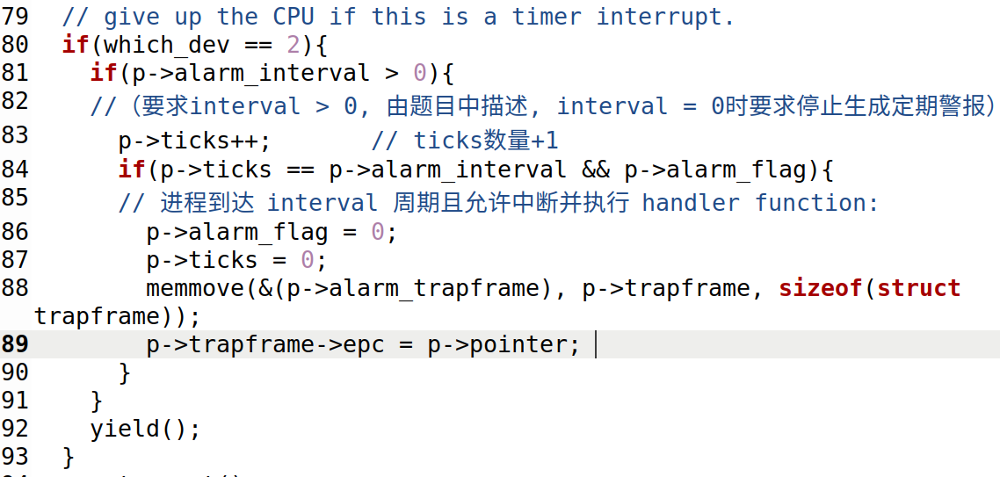 79 // give up the CPU if this is a timer interrupt.
80 if(which_dev == 2){
81 if(p->alarm_interval > 0){
82 //（要求interval > 0, 由题目中描述, interval = 0时要求停止生成定期警报）
83 p->ticks++; // ticks数量+1
84 if(p->ticks == p->alarm_interval && p->alarm_flag){
85 // 进程到达 interval 周期且允许中断并执行 handler function:
86 p->alarm_flag = 0;
87 p->ticks = 0;
88 memmove(&(p->alarm_trapframe), p->trapframe, sizeof(struct
trapframe));
89 p->trapframe->epc = p->pointer;
90 }
91 }
92 yield();
93 }